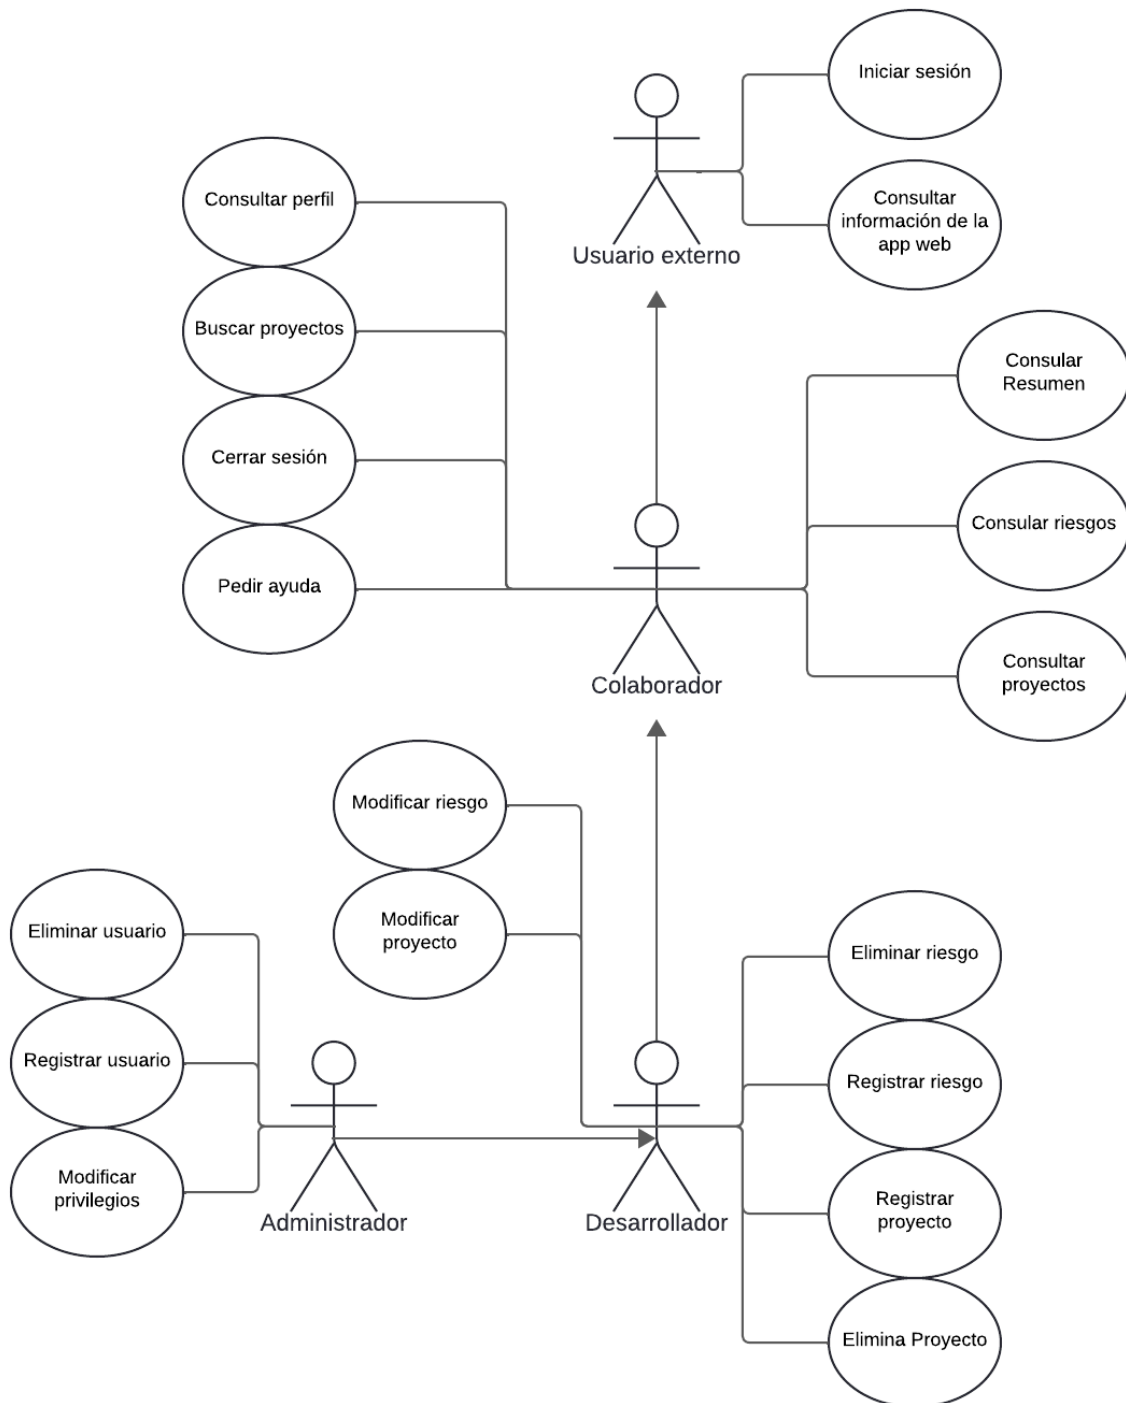 Iniciar sesión
Consultar
información de la
app web
Usuario externo
Consultar perfil
Buscar proyectos
Cerrar sesión
Pedir ayuda
Consular
Resumen
Consular riesgos
Consultar
proyectos
Colaborador
Modificar riesgo
Modificar
proyecto
Eliminar usuario
Registrar usuario
Modificar
privilegios
Administrador
Desarrollador
Eliminar riesgo
Registrar riesgo
Registrar
proyecto
Elimina Proyecto